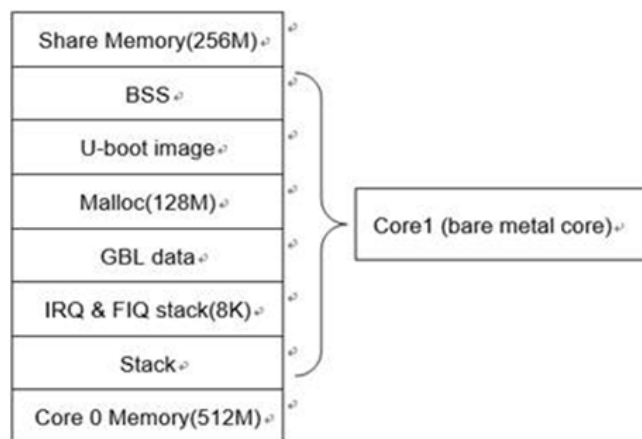 Share Memory(256M)
BSS
U-boot image
Malloc(128M)
GBL data
IRQ & FIQ stack(8K)
Stack
Core 0 Memory(512M)
Core1 (bare metal core)